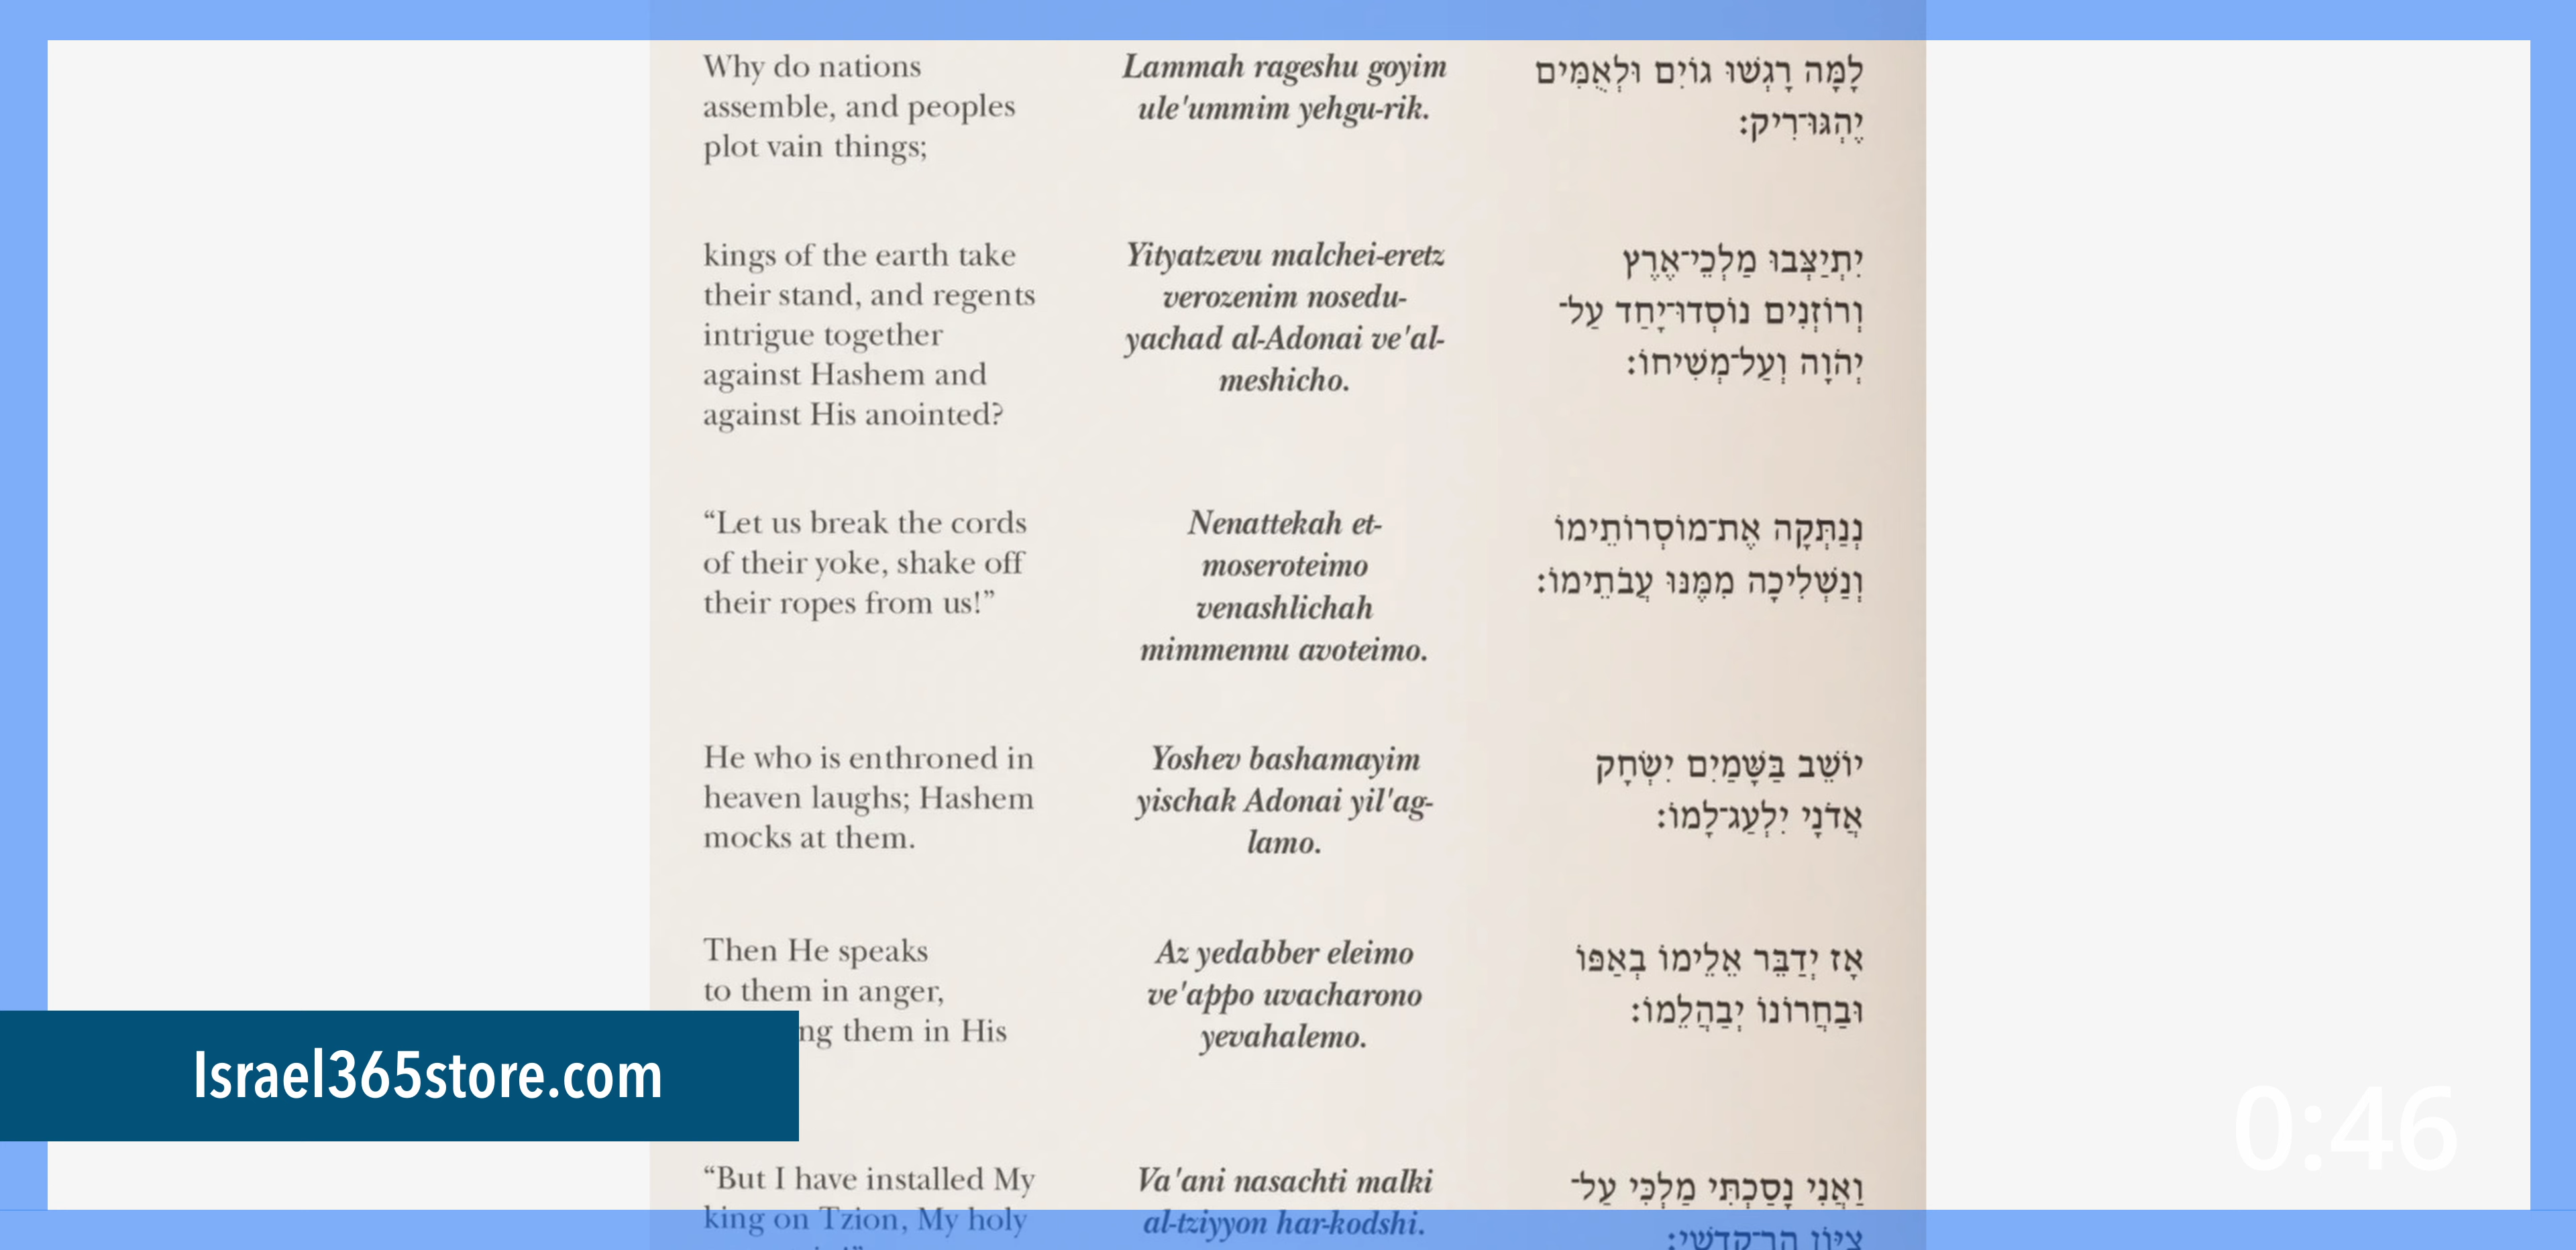 Why do nations
assemble, and peoples
plot vain things;
Lammah rageshu goyim
ule'ummim yehgu-rik.
לָמָּה רָגְשׁוּ גוֹיִם וּלְאֻמִּים
יֶהְגּוּ־רִיק׃
kings of the earth take
their stand, and regents
intrigue together
against Hashem and
against His anointed?
Yityatzevu malchei-eretz
verozenim nosedu-
yachad al-Adonai ve'al-
meshicho.
יִתְיַצְּבוּ מַלְכֵי־אֶרֶץ
וְרוֹזְנִים נוֹסְדוּ־יָחַד עַל־
יְהֹוָה וְעַל־מְשִׁיחוֹ׃
“Let us break the cords
of their yoke, shake off
their ropes from us!”
Nenattekah et-
moseroteimo
venashlichah
mimmennu avoteimo.
נְנַתְּקָה אֶת־מוֹסְרוֹתֵימוֹ
וְנַשְׁלִיכָה מִמֶּנּוּ עֲבֹתֵימוֹ׃
He who is enthroned in
heaven laughs; Hashem
mocks at them.
Yoshev bashamayim
yischak Adonai yil'ag-
lamo.
יוֹשֵׁב בַּשָּׁמַיִם יִשְׂחָק
אֲדֹנָי יִלְעַג־לָמוֹ׃
Then He speaks
to them in anger,
ng them in His
Az yedabber eleimo
ve'appo uvacharono
yevahalemo.
אָז יְדַבֵּר אֵלֵימוֹ בְאַפּוֹ
וּבַחֲרוֹנוֹ יְבַהֲלֵמוֹ׃
“But I have installed My
king on Tzion, My holy
Va'ani nasachti malki
al-tziyyon har-kodshi.
וַאֲנִי נָסַכְתִּי מַלְכִּי עַל־
צִיּוֹן הַר־קָדְשִׁי׃
Israel365store.com
0:46